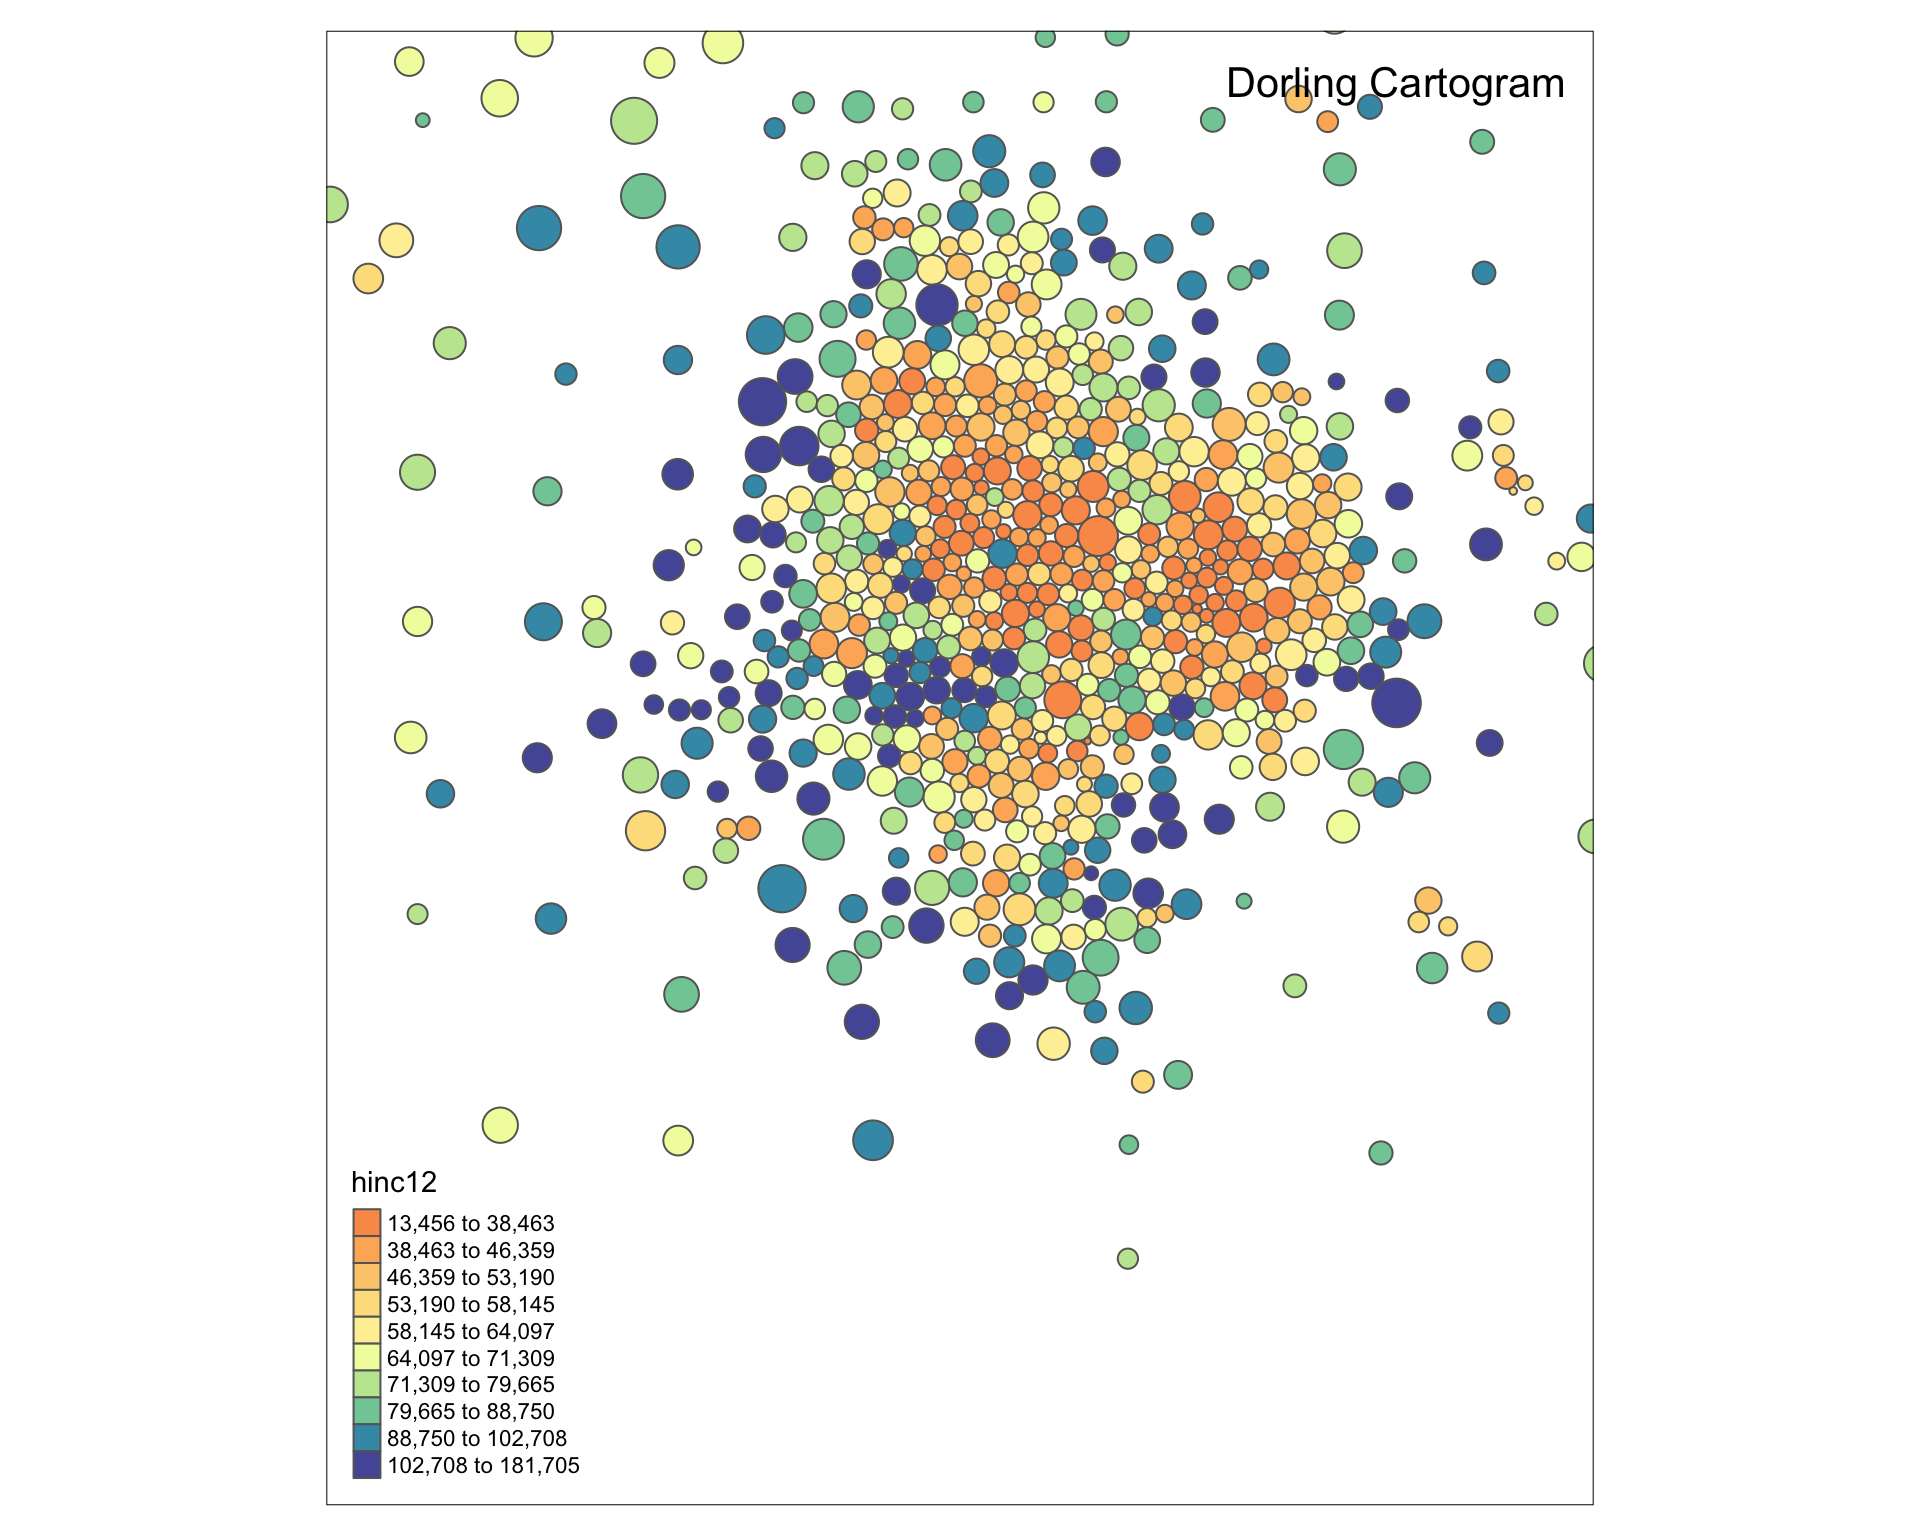 Dorling Cartogram
hinc12
13,456 to 38,463
38,463 to 46,359
46,359 to 53,190
53,190 to 58,145
58,145 to 64,097
64,097 to 71,309
71,309 to 79,665
79,665 to 88,750
88,750 to 102,708
102,708 to 181,705